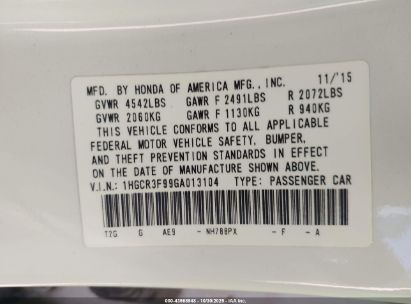 MFD. BY HONDA OF AMERICA MFG., INC. 11/'15
GVWR 4542LBS GAWR F 2491LBS R 2072LBS
GVWR 2060KG GAWR F 1130KG R 940KG
THIS VEHICLE CONFORMS TO ALL APPLICABLE
FEDERAL MOTOR VEHICLE SAFETY, BUMPER,
AND THEFT PREVENTION STANDARDS IN EFFECT
ON THE DATE OF MANUFACTURE SHOWN ABOVE.
V.I.N.: 1HGCR3F99GA013104 TYPE: PASSENGER CAR
T2G G AE9 - NH788PX - F - A